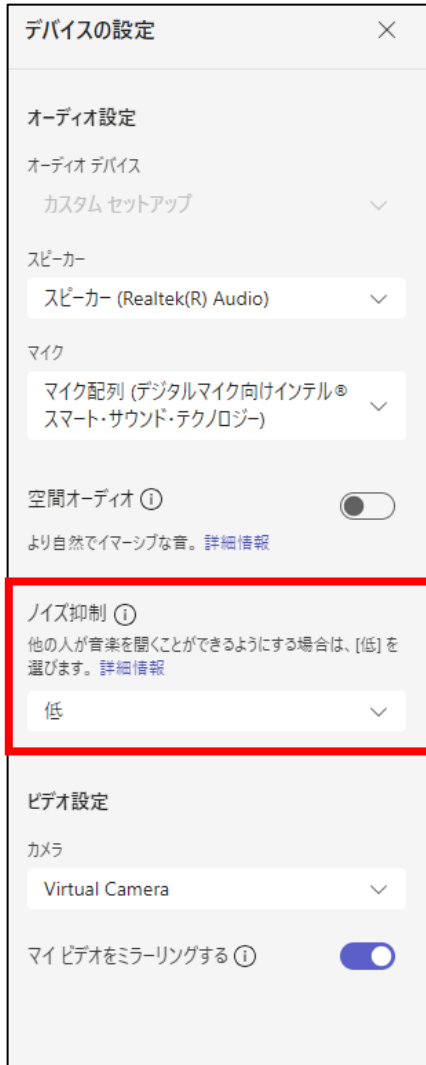 デバイスの設定
オーディオ設定
オーディオ デバイス
カスタム セットアップ
スピーカー
スピーカー (Realtek(R) Audio)
マイク
マイク配列 (デジタルマイク向けインテル®
スマート・サウンド・テクノロジー)
空間オーディオ
より自然でイマーシブな音。詳細情報
ノイズ抑制
他の人が音楽を聞くことができるようにする場合は、[低] を
選びます。詳細情報
低
ビデオ設定
カメラ
Virtual Camera
マイ ビデオをミラーリングする